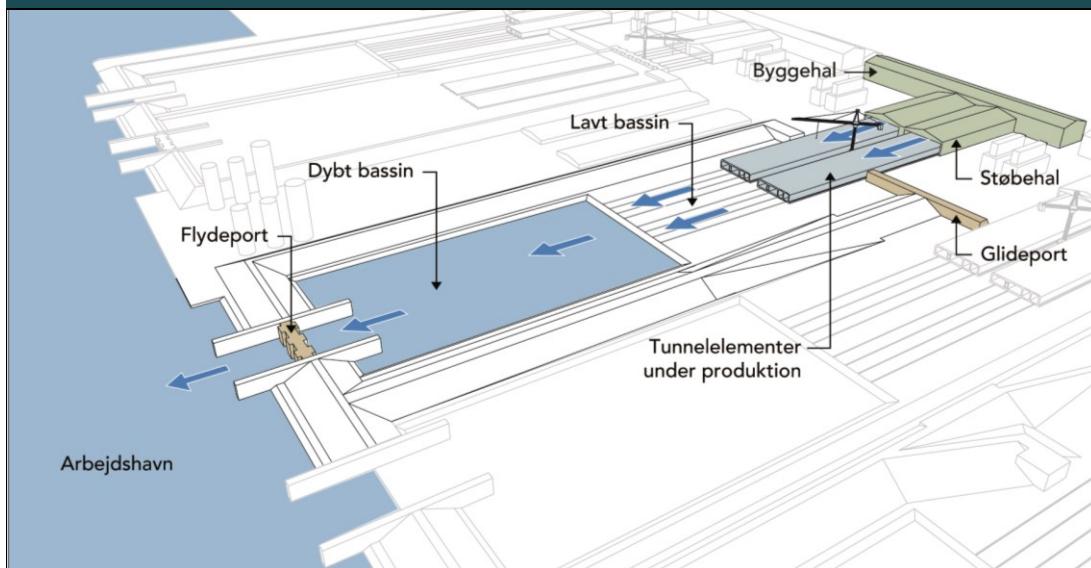 Byggehal
Lavt bassin
Dybt bassin
Støbehal
Flydeport
Glideport
Tunnelelementer
under produktion
Arbejdshavn